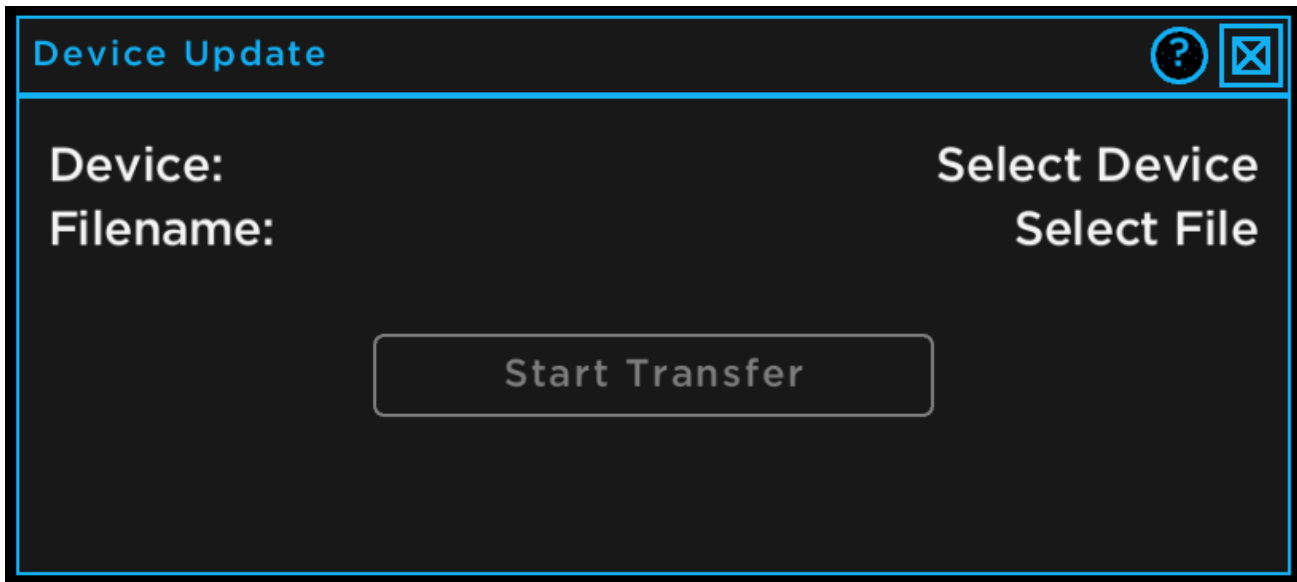 Device Update ?
Device: Select Device
Filename: Select File
Start Transfer